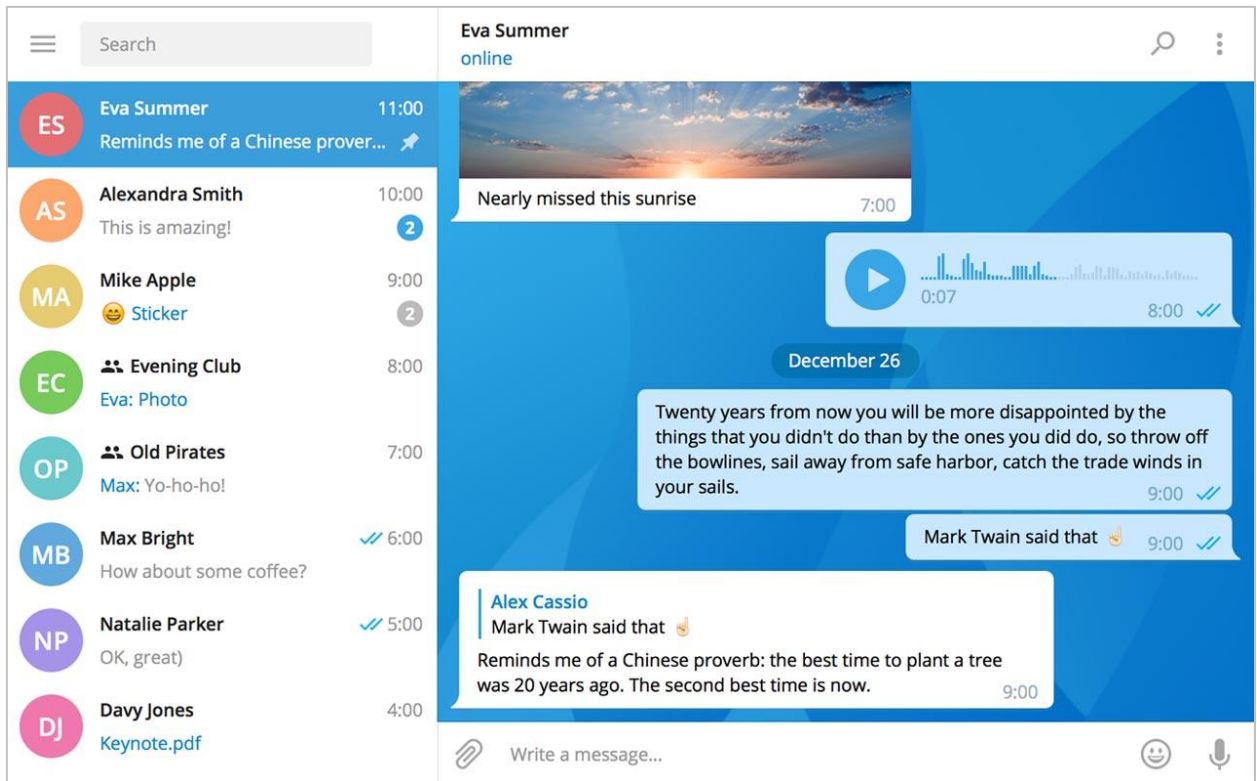 Search
ES
Eva Summer
11:00
Reminds me of a Chinese prover...
AS
Alexandra Smith
10:00
This is amazing!
2
MA
Mike Apple
9:00
😄 Sticker
2
EC
Evening Club
8:00
Eva: Photo
OP
Old Pirates
7:00
Max: Yo-ho-ho!
MB
Max Bright
6:00
How about some coffee?
NP
Natalie Parker
5:00
OK, great)
DJ
Davy Jones
4:00
Keynote.pdf
Eva Summer
online
Nearly missed this sunrise
7:00
0:07
8:00
December 26
Twenty years from now you will be more disappointed by the
things that you didn't do than by the ones you did do, so throw off
the bowlines, sail away from safe harbor, catch the trade winds in
your sails.
9:00
Mark Twain said that ☝🏻
9:00
Alex Cassio
Mark Twain said that ☝🏻
Reminds me of a Chinese proverb: the best time to plant a tree
was 20 years ago. The second best time is now.
9:00
Write a message...